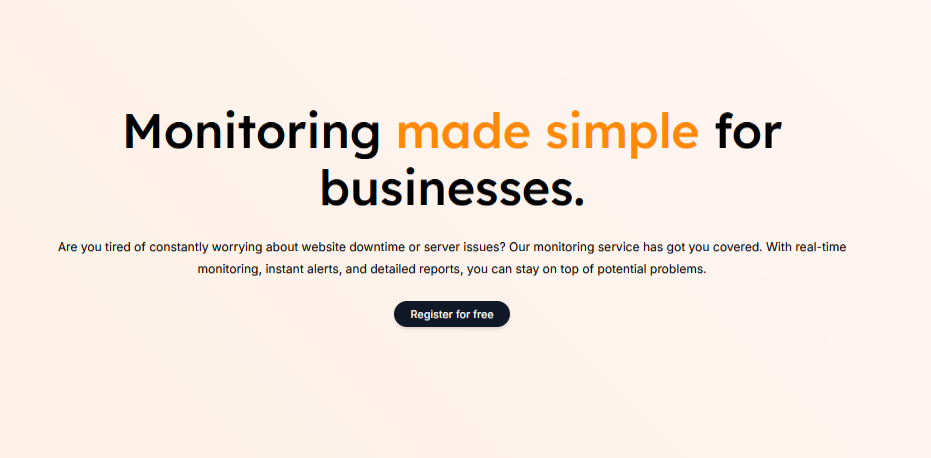 Monitoring made simple for
businesses.
Are you tired of constantly worrying about website downtime or server issues? Our monitoring service has got you covered. With real-time
monitoring, instant alerts, and detailed reports, you can stay on top of potential problems.
Register for free